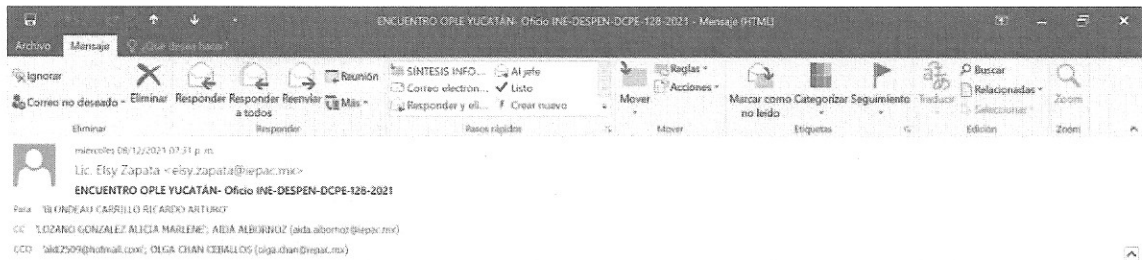 ENCUENTRO OPLE YUCATÁN- Oficio INE-DESPEN-DCPE-128-2021 - Mensaje (HTML)
Archivo Mensaje ¿Qué desea hacer?
Ignorar
Correo no deseado
Eliminar
Responder Responder a todos Reenviar
Reunión
Más
SINTESIS INFO... Al jefe
Correo electrón... Listo
Responder y eli... Crear nuevo
Mover
Reglas
Acciones
Marcar como no leído Categorizar Seguimiento
Traducir
Buscar
Relacionadas
Seleccionar
Zoom
Eliminar Responder Pasos rápidos Mover Etiquetas Edición Zoom
miércoles 08/12/2021 07:31 p. m.
Lic. Elsy Zapata <elsy.zapata@iepac.mx>
ENCUENTRO OPLE YUCATÁN- Oficio INE-DESPEN-DCPE-128-2021
Para 'BLONDEAU CARRILLO RICARDO ARTURO'
CC 'LOZANO GONZALEZ ALICIA MARLENE'; AIDA ALBORNOZ (aida.albornoz@iepac.mx)
CCO 'aid2509@hotmail.com'; OLGA CHAN CEBALLOS (olga.chan@iepac.mx)